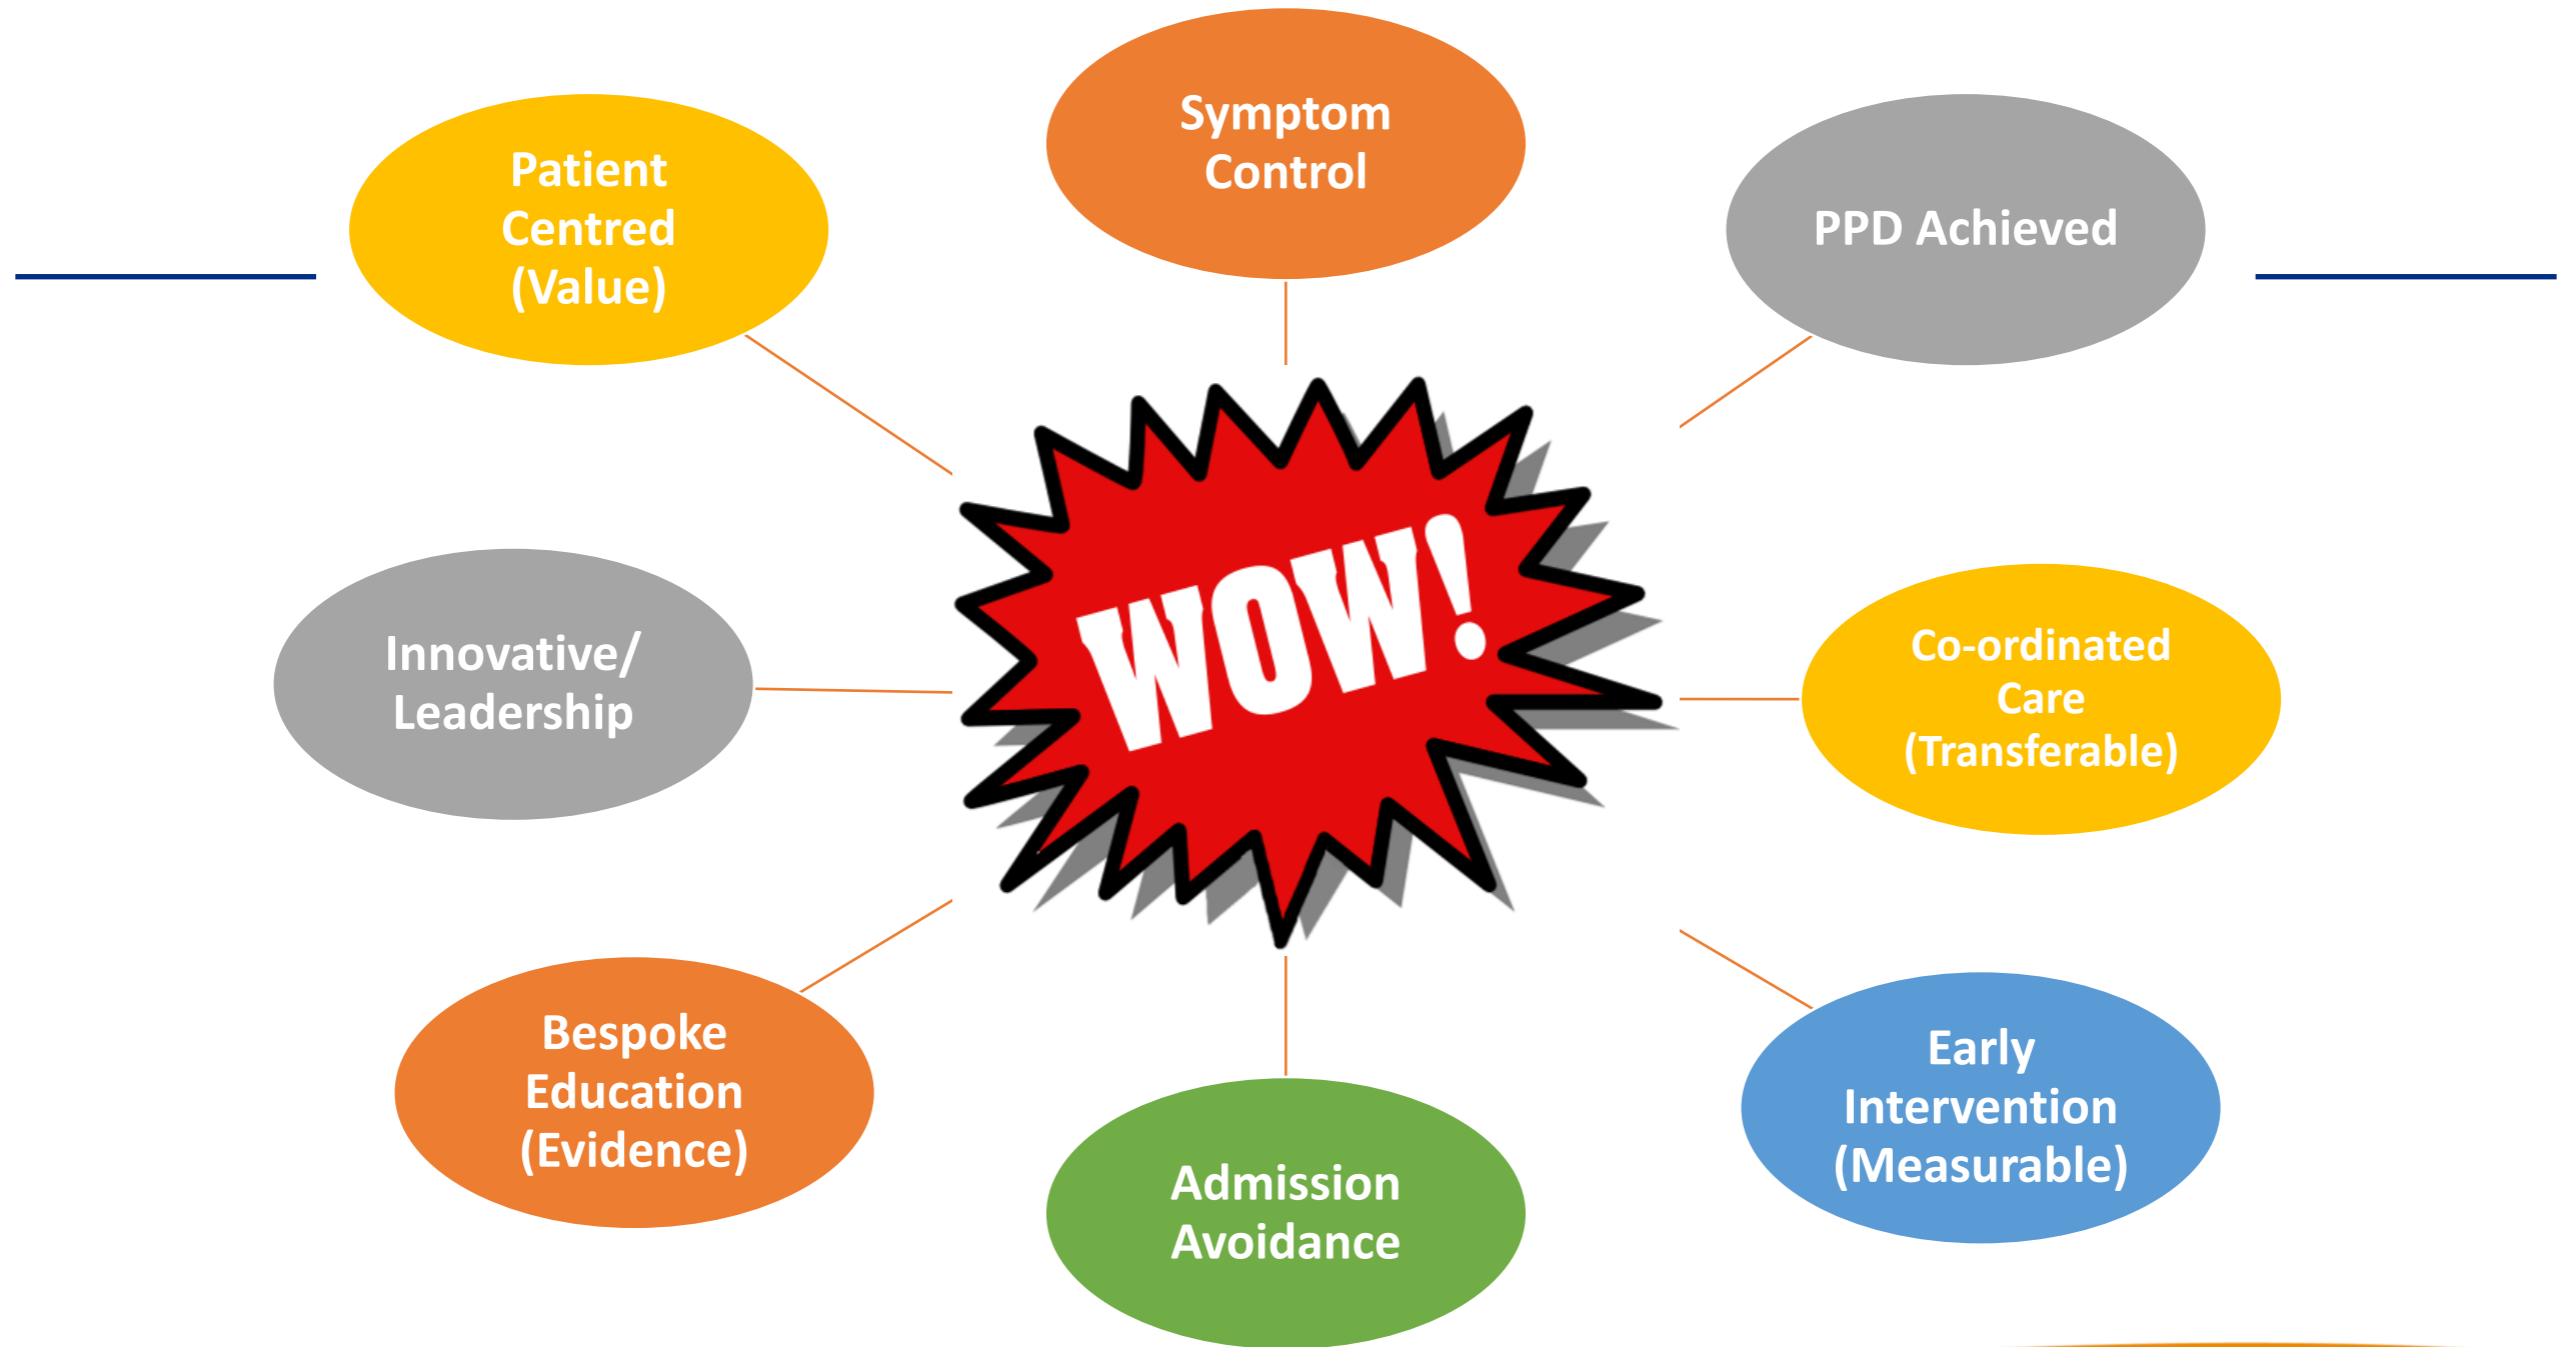 Symptom
Control
Patient
Centred
(Value)
PPD Achieved
WOW!
Innovative/
Leadership
Co-ordinated
Care
(Transferable)
Bespoke
Education
(Evidence)
Early
Intervention
(Measurable)
Admission
Avoidance